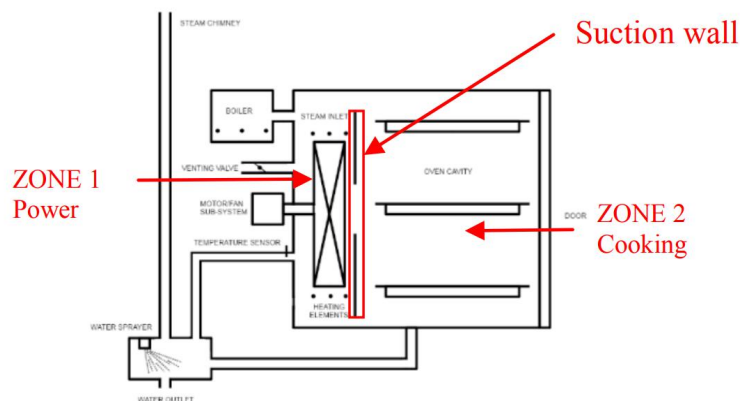 STEAM CHIMNEY
Suction wall
BOILER
STEAM INLET
VENTING VALVE
OVEN CAVITY
ZONE 1
Power
MOTOR/FAN
SUB-SYSTEM
ZONE 2
Cooking
DOOR
TEMPERATURE SENSOR
HEATING
ELEMENTS
WATER SPRAYER
WATER OUTLET